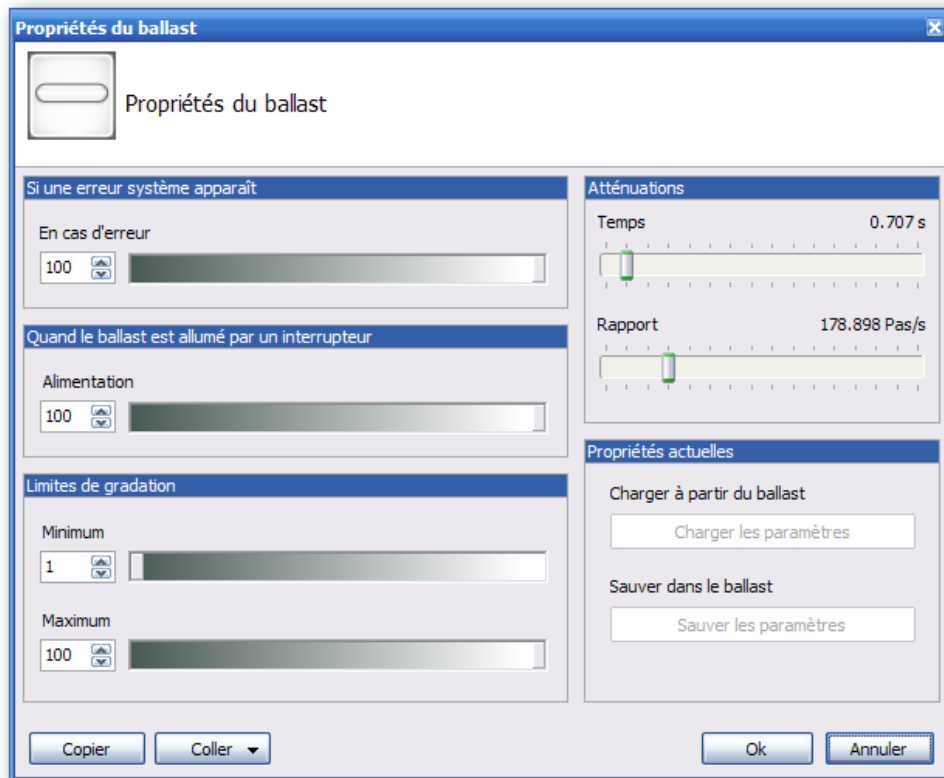 Propriétés du ballast
Propriétés du ballast
Si une erreur système apparaît
En cas d'erreur
100
Quand le ballast est allumé par un interrupteur
Alimentation
100
Limites de gradation
Minimum
1
Maximum
100
Atténuations
Temps 0.707 s
Rapport 178.898 Pas/s
Propriétés actuelles
Charger à partir du ballast
Charger les paramètres
Sauver dans le ballast
Sauver les paramètres
Copier Coller Ok Annuler